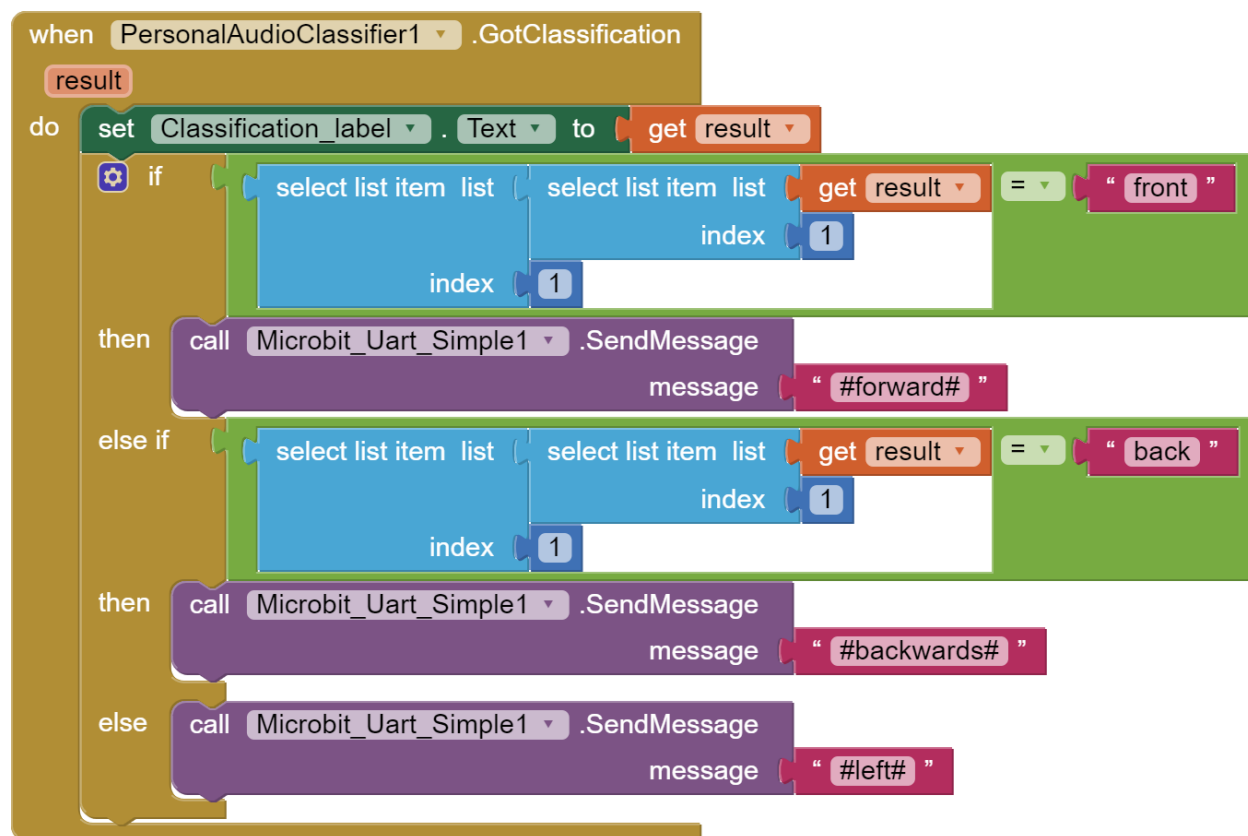 when PersonalAudioClassifier1 .GotClassification
result
do set Classification_label . Text to get result
if select list item list select list item list get result = “ front ”
index 1
index 1
then call Microbit_Uart_Simple1 .SendMessage
message “ #forward# ”
else if select list item list select list item list get result = “ back ”
index 1
index 1
then call Microbit_Uart_Simple1 .SendMessage
message “ #backwards# ”
else call Microbit_Uart_Simple1 .SendMessage
message “ #left# ”